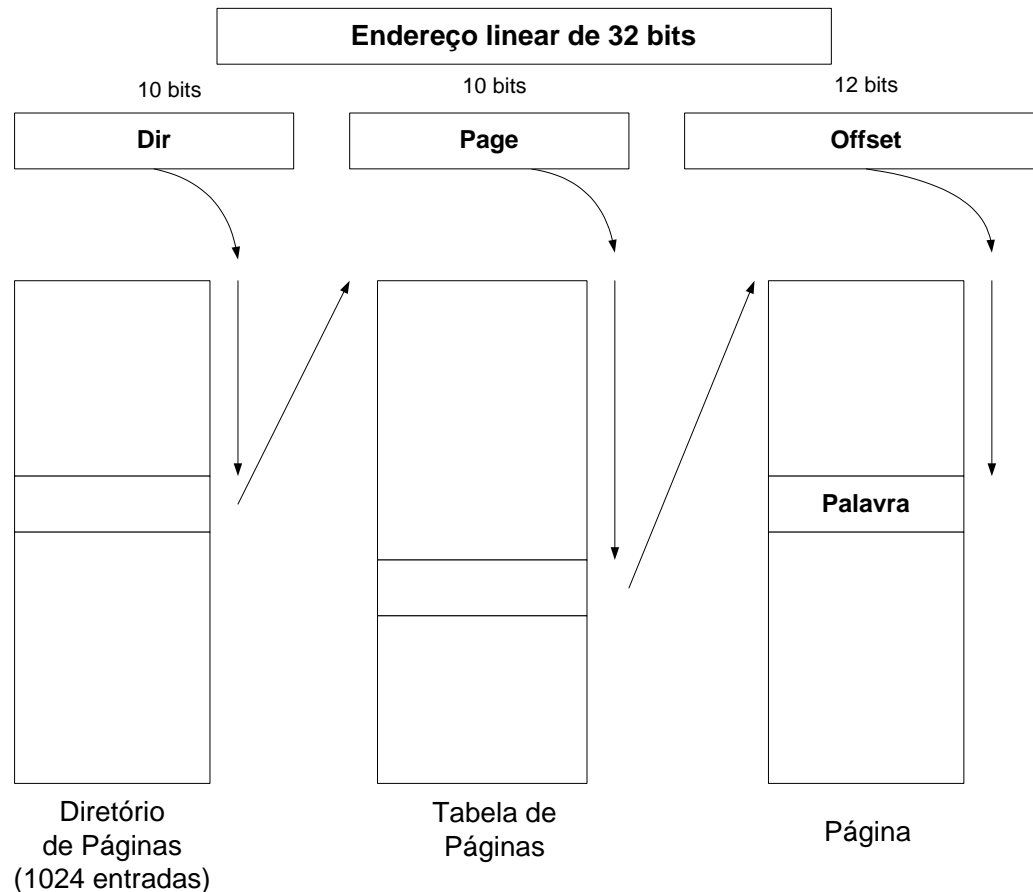 Endereço linear de 32 bits
10 bits
10 bits
12 bits
Dir
Page
Offset
Palavra
Diretório
de Páginas
(1024 entradas)
Tabela de
Páginas
Página